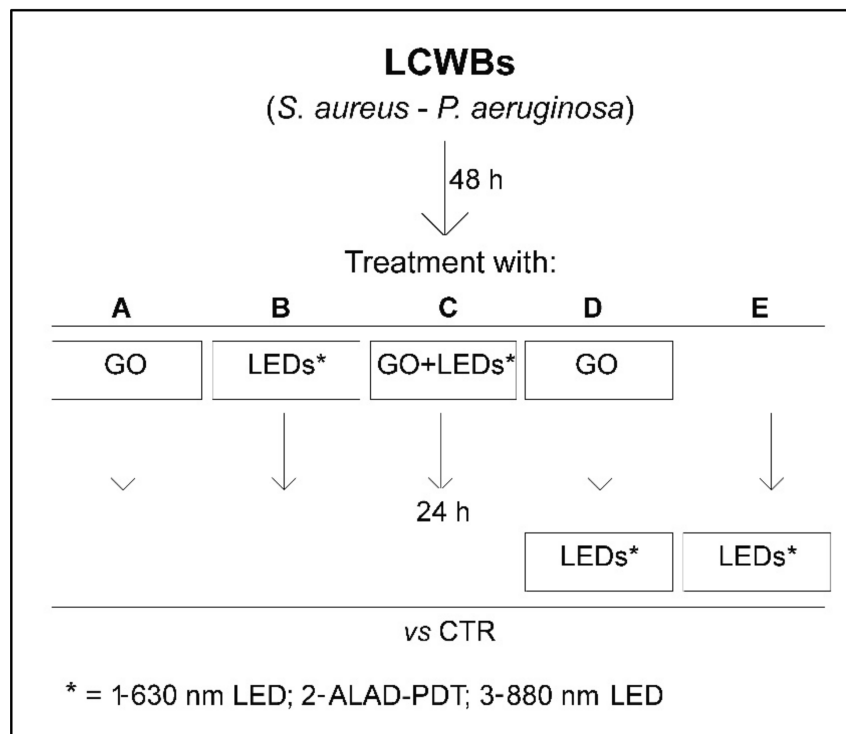 LCWBs
(S. aureus - P. aeruginosa)
48 h
Treatment with:
A B C D E
GO LEDs* GO+LEDs* GO
24 h
LEDs* LEDs*
vs CTR
* = 1-630 nm LED; 2-ALAD-PDT; 3-880 nm LED